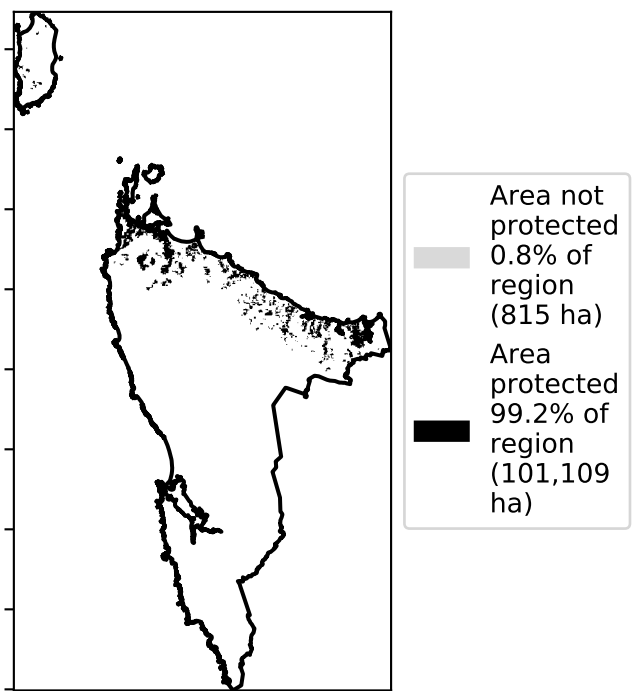 Area not
protected
0.8% of
region
(815 ha)
Area
protected
99.2% of
region
(101,109
ha)